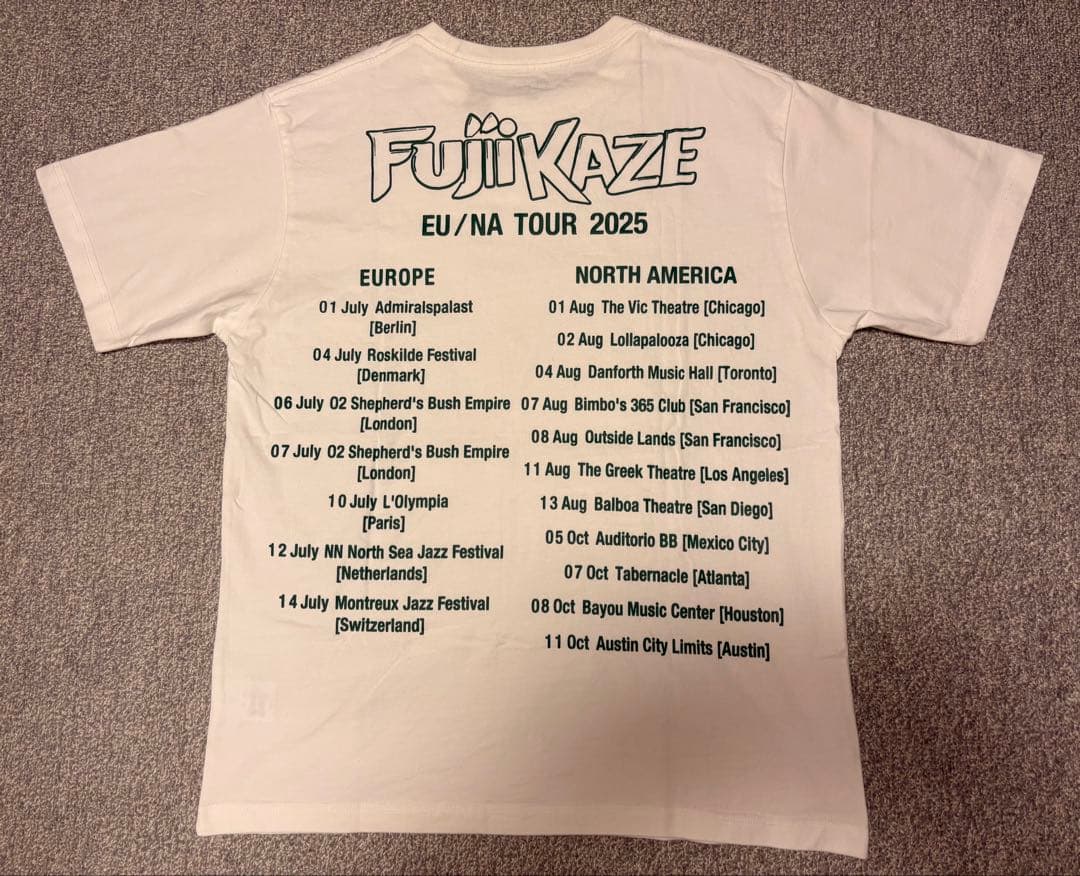 FUJII KAZE
EU/NA TOUR 2025
EUROPE
01 July Admiralspalast
[Berlin]
04 July Roskilde Festival
[Denmark]
06 July O2 Shepherd's Bush Empire
[London]
07 July O2 Shepherd's Bush Empire
[London]
10 July L'Olympia
[Paris]
12 July NN North Sea Jazz Festival
[Netherlands]
14 July Montreux Jazz Festival
[Switzerland]
NORTH AMERICA
01 Aug The Vic Theatre [Chicago]
02 Aug Lollapalooza [Chicago]
04 Aug Danforth Music Hall [Toronto]
07 Aug Bimbo's 365 Club [San Francisco]
08 Aug Outside Lands [San Francisco]
11 Aug The Greek Theatre [Los Angeles]
13 Aug Balboa Theatre [San Diego]
05 Oct Auditorio BB [Mexico City]
07 Oct Tabernacle [Atlanta]
08 Oct Bayou Music Center [Houston]
11 Oct Austin City Limits [Austin]